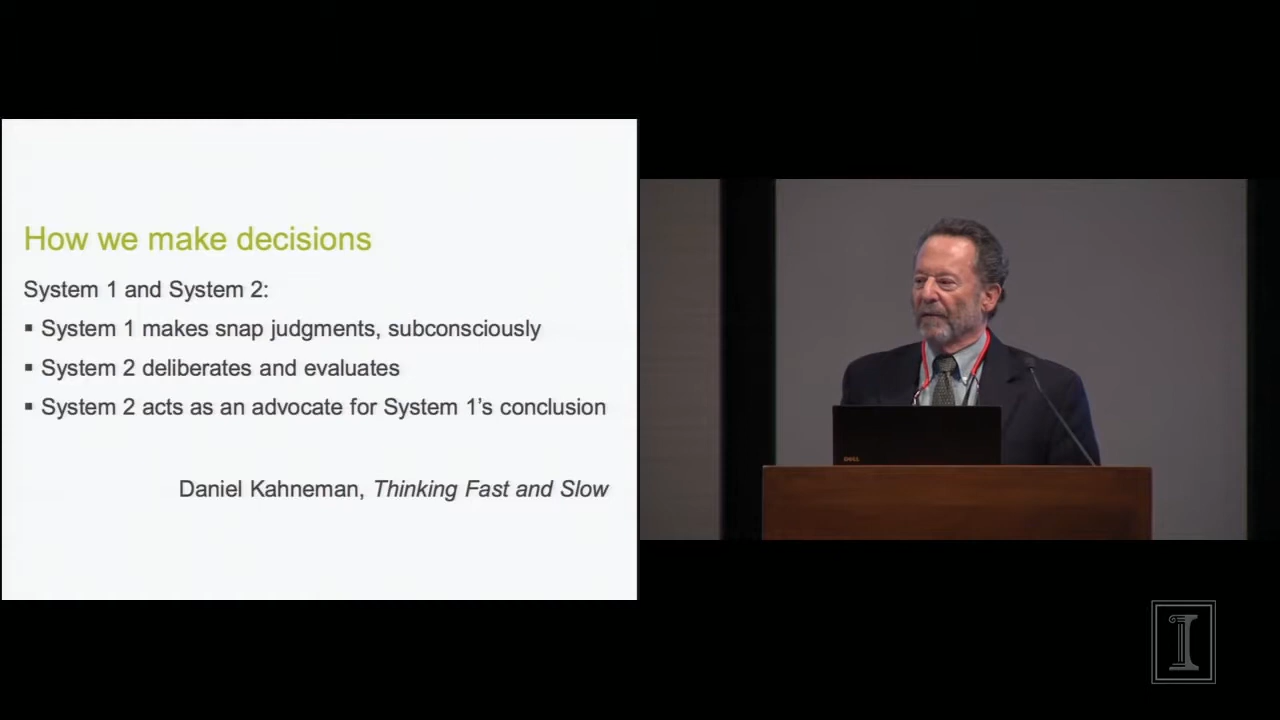 How we make decisions
System 1 and System 2:
▪ System 1 makes snap judgments, subconsciously
▪ System 2 deliberates and evaluates
▪ System 2 acts as an advocate for System 1’s conclusion
Daniel Kahneman, Thinking Fast and Slow
DELL
I